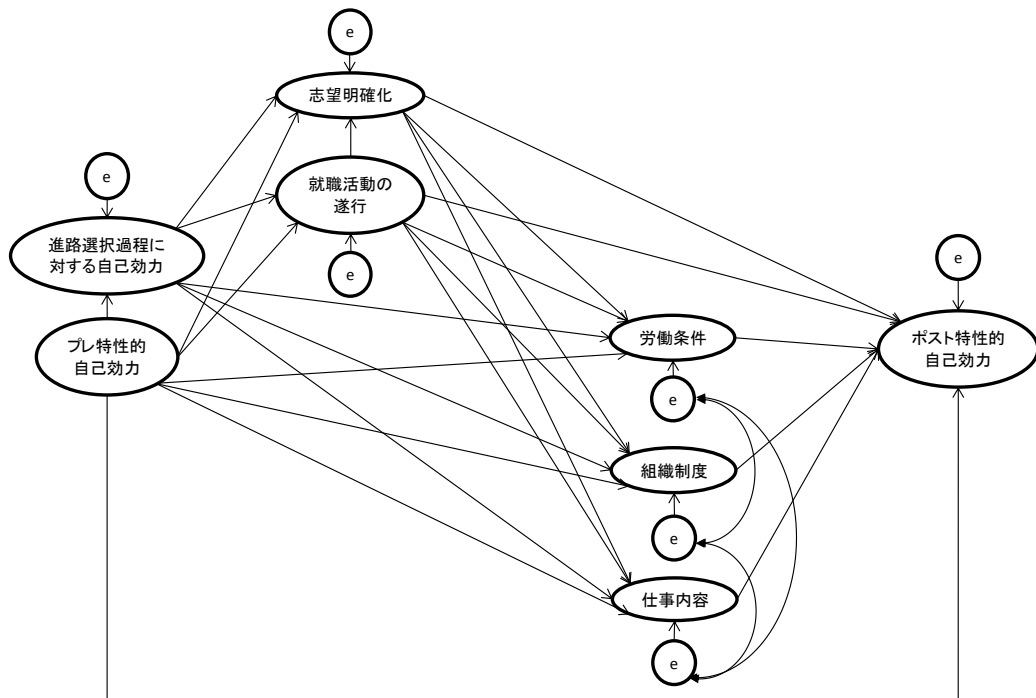 e
志望明確化
e
就職活動の
遂行
進路選択過程に
対する自己効力
e
e
プレ特性的
自己効力
労働条件
ポスト特性的
自己効力
e
組織制度
e
仕事内容
e